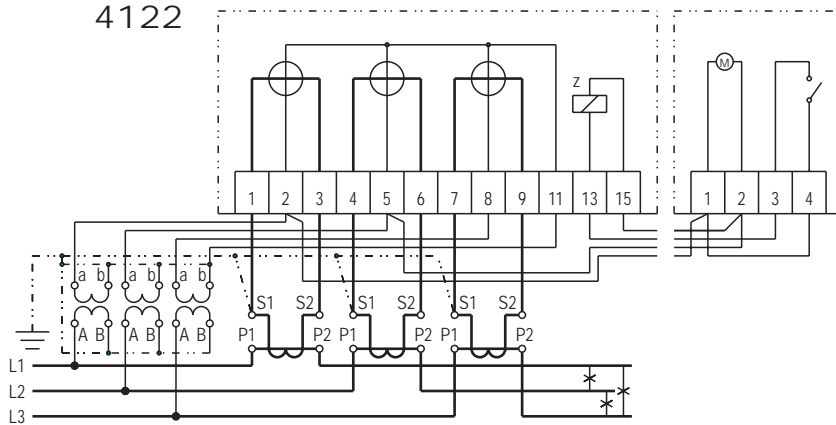 4122
M
Z
1 2 3 4 5 6 7 8 9 11 13 15 1 2 3 4
a b a b a b
S1 S2 S1 S2 S1 S2
A B A B A B P1 P2 P1 P2 P1 P2
L1
L2
L3